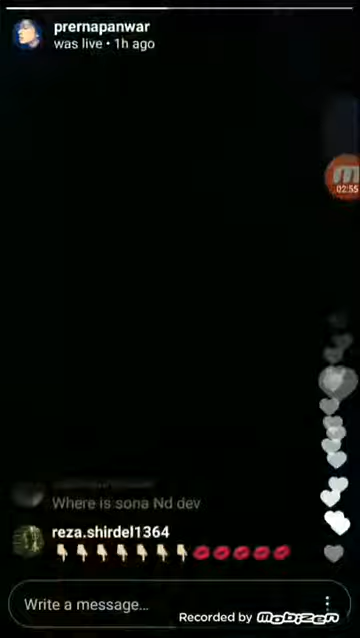 prernapanwar
was live • 1h ago
02:55
Where is sona Nd dev
reza.shirdel1364
👇👇👇👇👇👇👇💋💋💋💋💋
Write a message...
Recorded by Mobizen